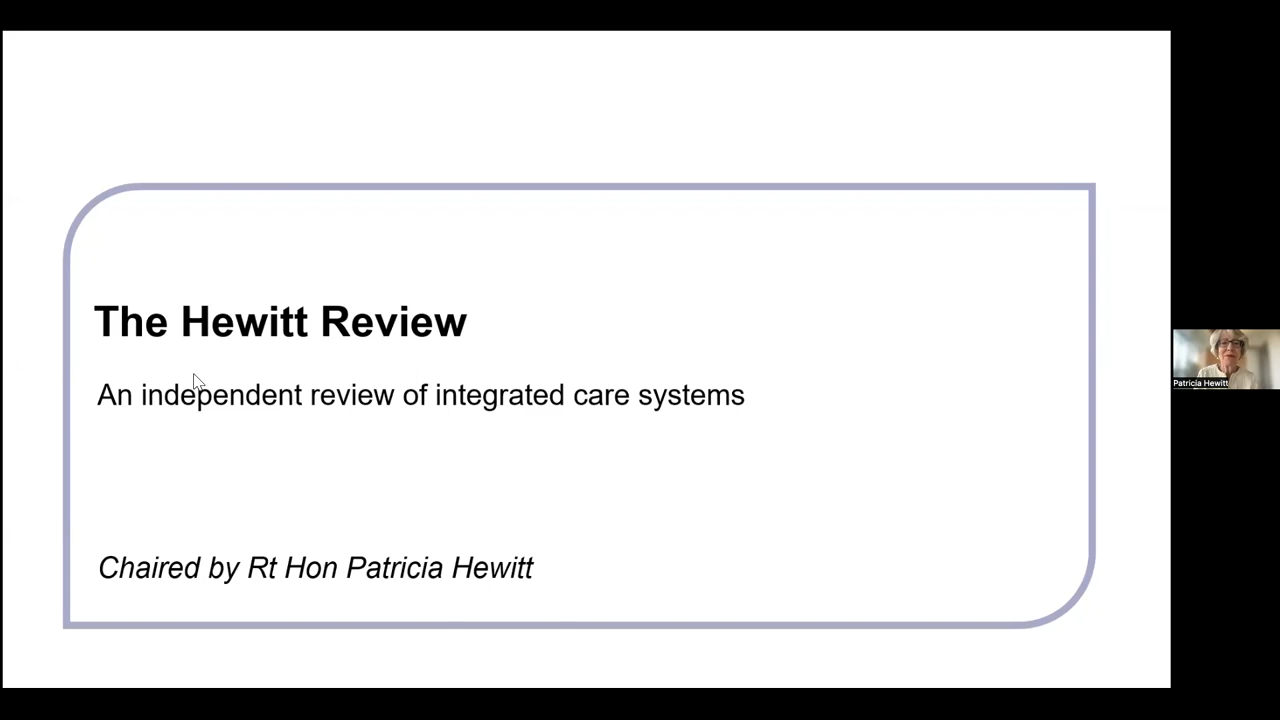 The Hewitt Review
An independent review of integrated care systems
Chaired by Rt Hon Patricia Hewitt
Patricia Hewitt